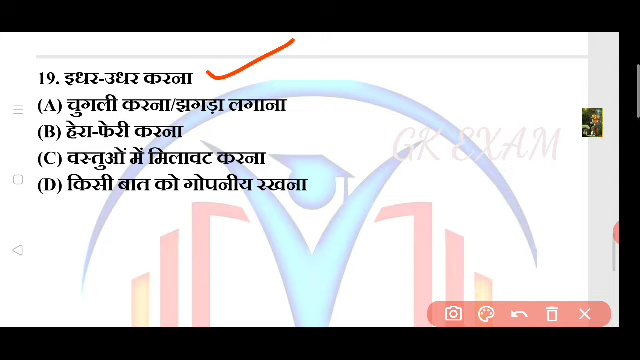 19. इधर-उधर करना
(A) चुगली करना/झगड़ा लगाना
(B) हेरा-फेरी करना
(C) वस्तुओं में मिलावट करना
(D) किसी बात को गोपनीय रखना
GK EXAM